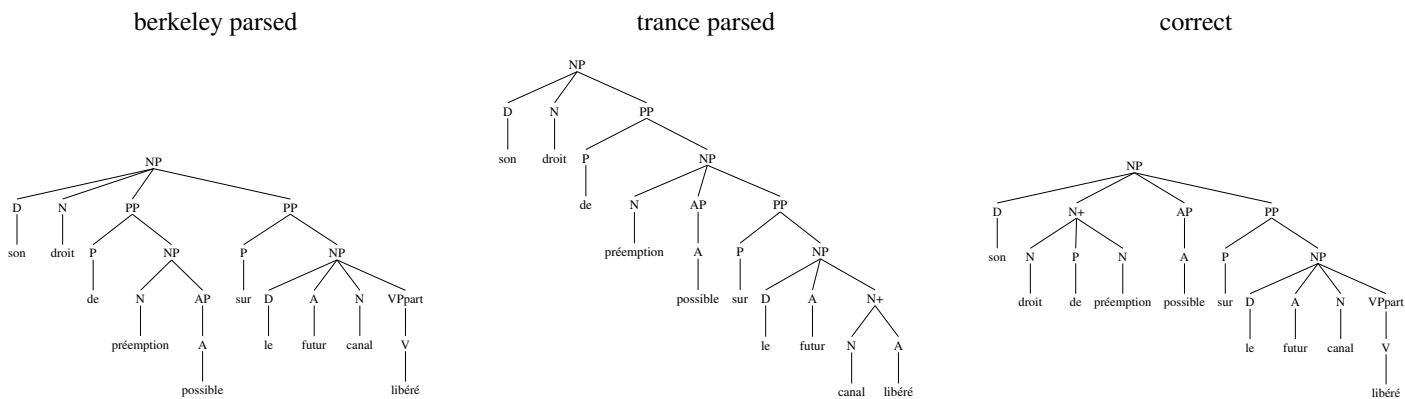 berkeley parsed
NP
D N PP PP
son droit P NP P NP
de N AP sur D A N VPpart
préemption A le futur canal V
possible libéré
trance parsed
NP
D N PP
son droit P NP
de N AP PP
préemption A P NP
possible sur D A N+
le futur N A
canal libéré
correct
NP
D N+ AP PP
son N P N A P NP
droit de préemption possible sur D A N VPpart
le futur canal V
libéré